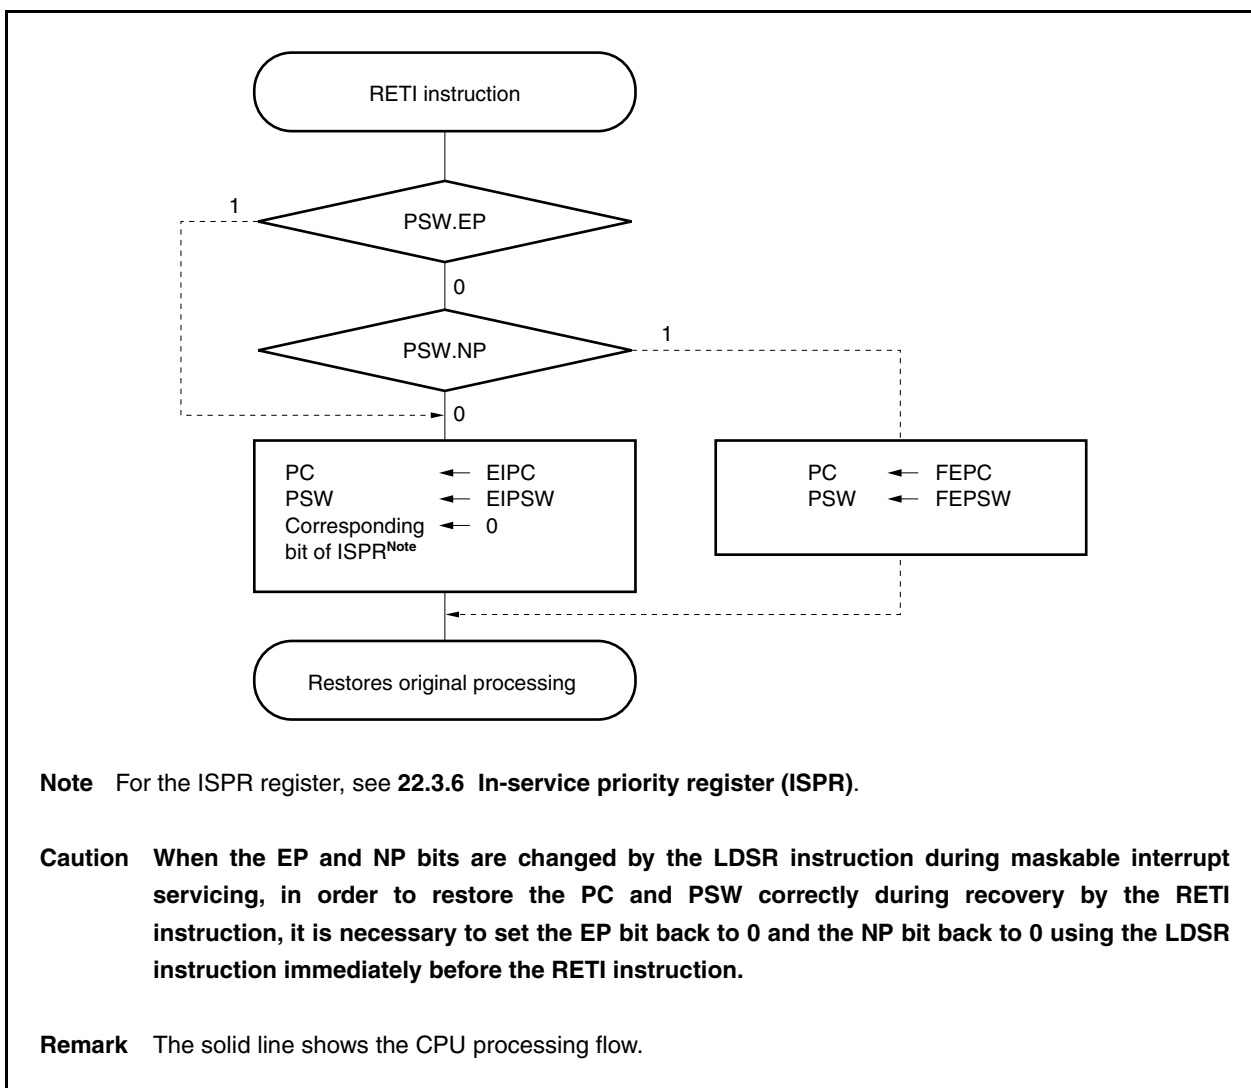 RETI instruction
1
PSW.EP
0
PSW.NP
1
0
PC ← EIPC
PSW ← EIPSW
Corresponding ← 0
bit of ISPRNote
PC ← FEPC
PSW ← FEPSW
Restores original processing
Note For the ISPR register, see 22.3.6 In-service priority register (ISPR).
Caution When the EP and NP bits are changed by the LDSR instruction during maskable interrupt
servicing, in order to restore the PC and PSW correctly during recovery by the RETI
instruction, it is necessary to set the EP bit back to 0 and the NP bit back to 0 using the LDSR
instruction immediately before the RETI instruction.
Remark The solid line shows the CPU processing flow.